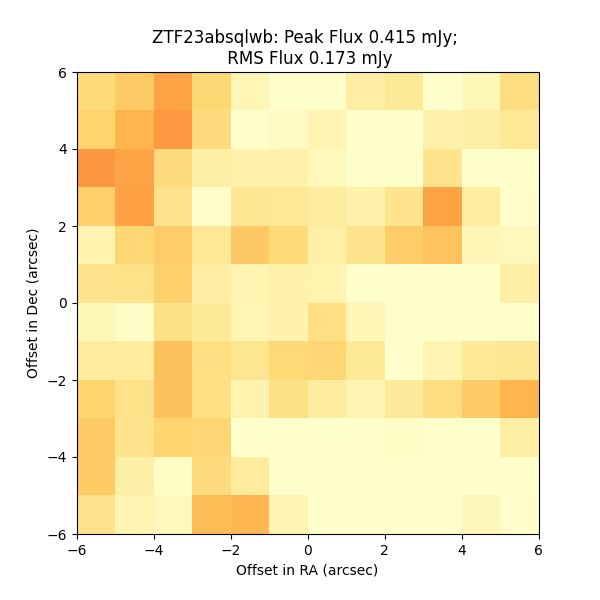 ZTF23absqlwb: Peak Flux 0.415 mJy;
RMS Flux 0.173 mJy
6
4
2
0
−2
−4
−6
Offset in Dec (arcsec)
−6 −4 −2 0 2 4 6
Offset in RA (arcsec)